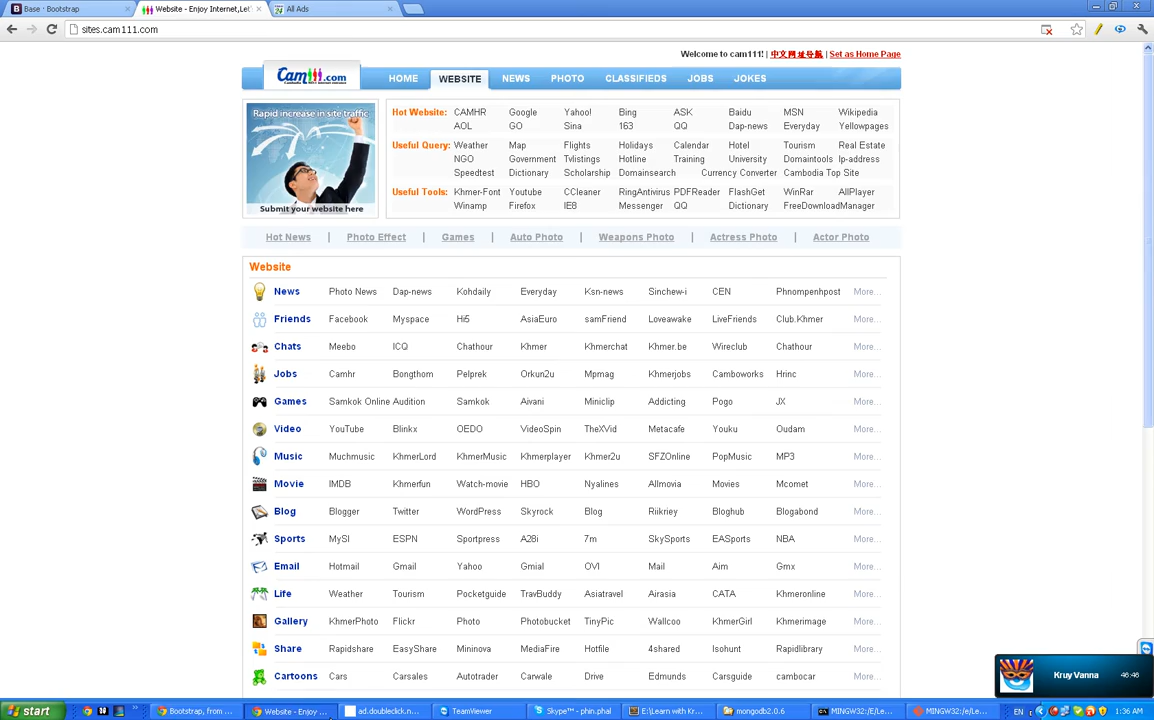 Base · Bootstrap
Website - Enjoy Internet,Let'
All Ads
sites.cam111.com
Welcome to cam111! | 中文网址导航 | Set as Home Page
Cam111.com
HOME WEBSITE NEWS PHOTO CLASSIFIEDS JOBS JOKES
Rapid increase in site traffic
Submit your website here
Hot Website: CAMHR Google Yahoo! Bing ASK Baidu MSN Wikipedia
AOL GO Sina 163 QQ Dap-news Everyday Yellowpages
Useful Query: Weather Map Flights Holidays Calendar Hotel Tourism Real Estate
NGO Government Tvlistings Hotline Training University Domaintools Ip-address
Speedtest Dictionary Scholarship Domainsearch Currency Converter Cambodia Top Site
Useful Tools: Khmer-Font Youtube CCleaner RingAntivirus PDFReader FlashGet WinRar AllPlayer
Winamp Firefox IE8 Messenger QQ Dictionary FreeDownloadManager
Hot News | Photo Effect | Games | Auto Photo | Weapons Photo | Actress Photo | Actor Photo
Website
News Photo News Dap-news Kohdaily Everyday Ksn-news Sinchew-i CEN Phnompenhpost More...
Friends Facebook Myspace Hi5 AsiaEuro samFriend Loveawake LiveFriends Club.Khmer More...
Chats Meebo ICQ Chathour Khmer Khmerchat Khmer.be Wireclub Chathour More...
Jobs Camhr Bongthom Pelprek Orkun2u Mpmag Khmerjobs Camboworks Hrinc More...
Games Samkok Online Audition Samkok Aivani Miniclip Addicting Pogo JX More...
Video YouTube Blinkx OEDO VideoSpin TheXVid Metacafe Youku Oudam More...
Music Muchmusic KhmerLord KhmerMusic Khmerplayer Khmer2u SFZOnline PopMusic MP3 More...
Movie IMDB Khmerfun Watch-movie HBO Nyalines Allmovia Movies Mcomet More...
Blog Blogger Twitter WordPress Skyrock Blog Riikriey Bloghub Blogabond More...
Sports MySI ESPN Sportpress A28i 7m SkySports EASports NBA More...
Email Hotmail Gmail Yahoo Gmial OVI Mail Aim Gmx More...
Life Weather Tourism Pocketguide TravBuddy Asiatravel Airasia CATA Khmeronline More...
Gallery KhmerPhoto Flickr Photo Photobucket TinyPic Wallcoo KhmerGirl Khmerimage More...
Share Rapidshare EasyShare Mininova MediaFire Hotfile 4shared Isohunt Rapidlibrary More...
Cartoons Cars Carsales Autotrader Carwale Drive Edmunds Carsguide cambocar More...
Kruy Vanna 46:46
start
Bootstrap, from ...
Website - Enjoy ...
ad.doubleclick.n...
TeamViewer
Skype™ - phin.phal
E:\Learn with Kr...
mongodb2.0.6
MINGW32:/E/Le...
MINGW32:/e/Lear...
EN
1:36 AM